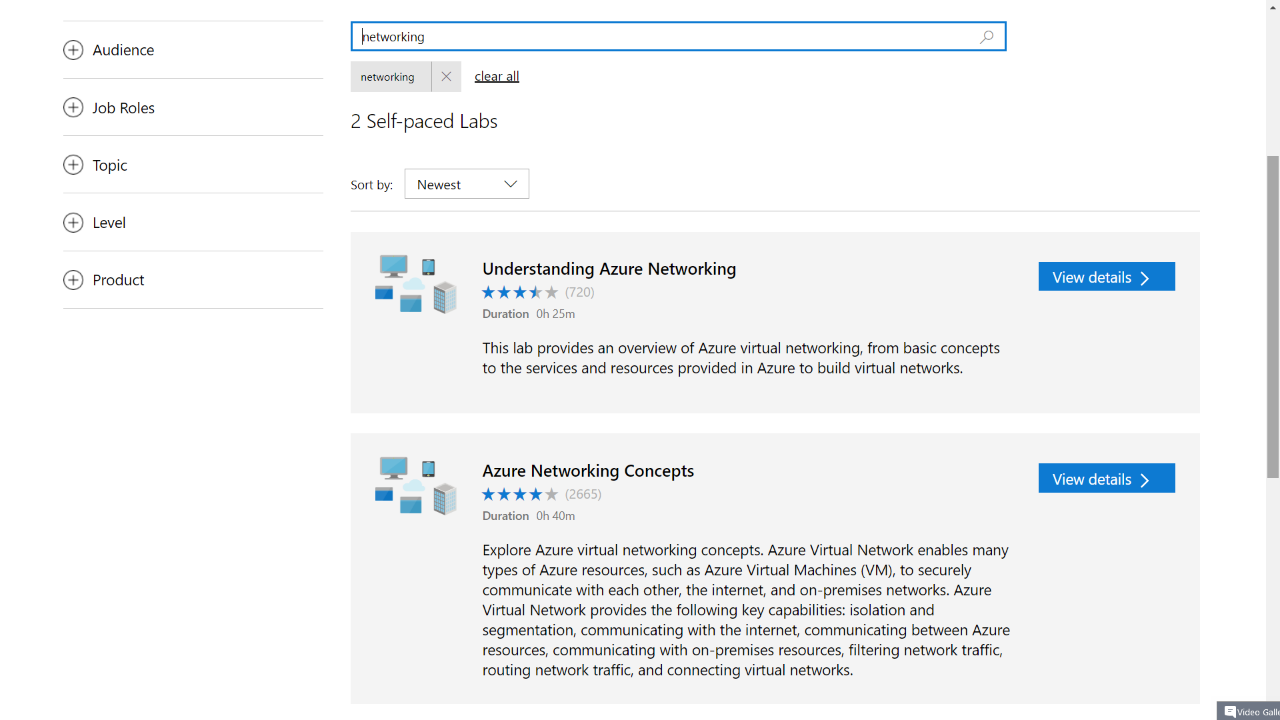 Audience
Job Roles
Topic
Level
Product
networking
networking
clear all
2 Self-paced Labs
Sort by:
Newest
Understanding Azure Networking
(720)
Duration 0h 25m
This lab provides an overview of Azure virtual networking, from basic concepts
to the services and resources provided in Azure to build virtual networks.
View details
Azure Networking Concepts
(2665)
Duration 0h 40m
Explore Azure virtual networking concepts. Azure Virtual Network enables many
types of Azure resources, such as Azure Virtual Machines (VM), to securely
communicate with each other, the internet, and on-premises networks. Azure
Virtual Network provides the following key capabilities: isolation and
segmentation, communicating with the internet, communicating between Azure
resources, communicating with on-premises resources, filtering network traffic,
routing network traffic, and connecting virtual networks.
View details
Video Galle